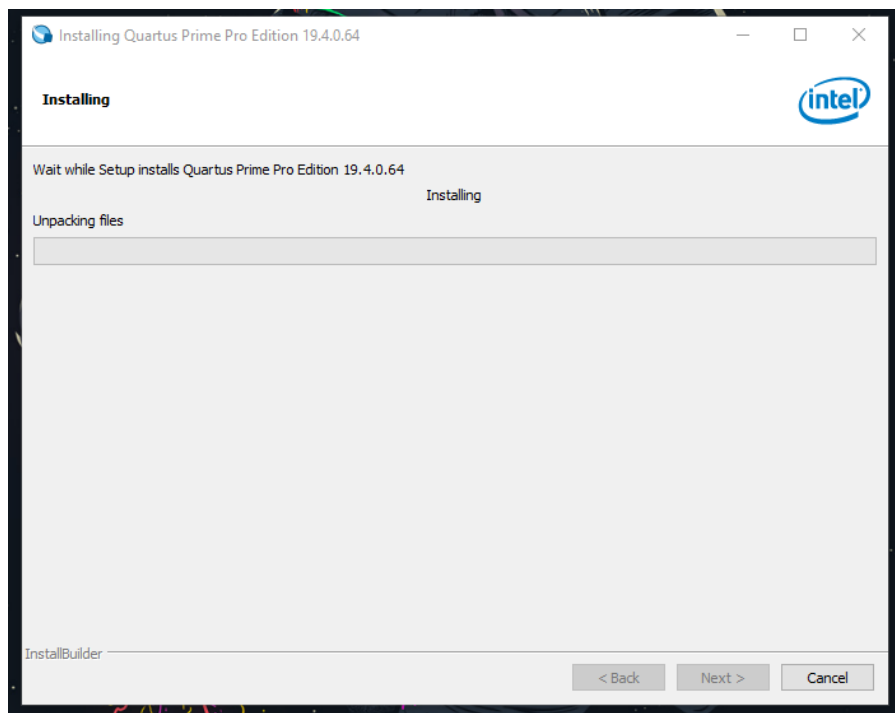 Installing Quartus Prime Pro Edition 19.4.0.64
Installing
intel
Wait while Setup installs Quartus Prime Pro Edition 19.4.0.64
Installing
Unpacking files
InstallBuilder
< Back
Next >
Cancel